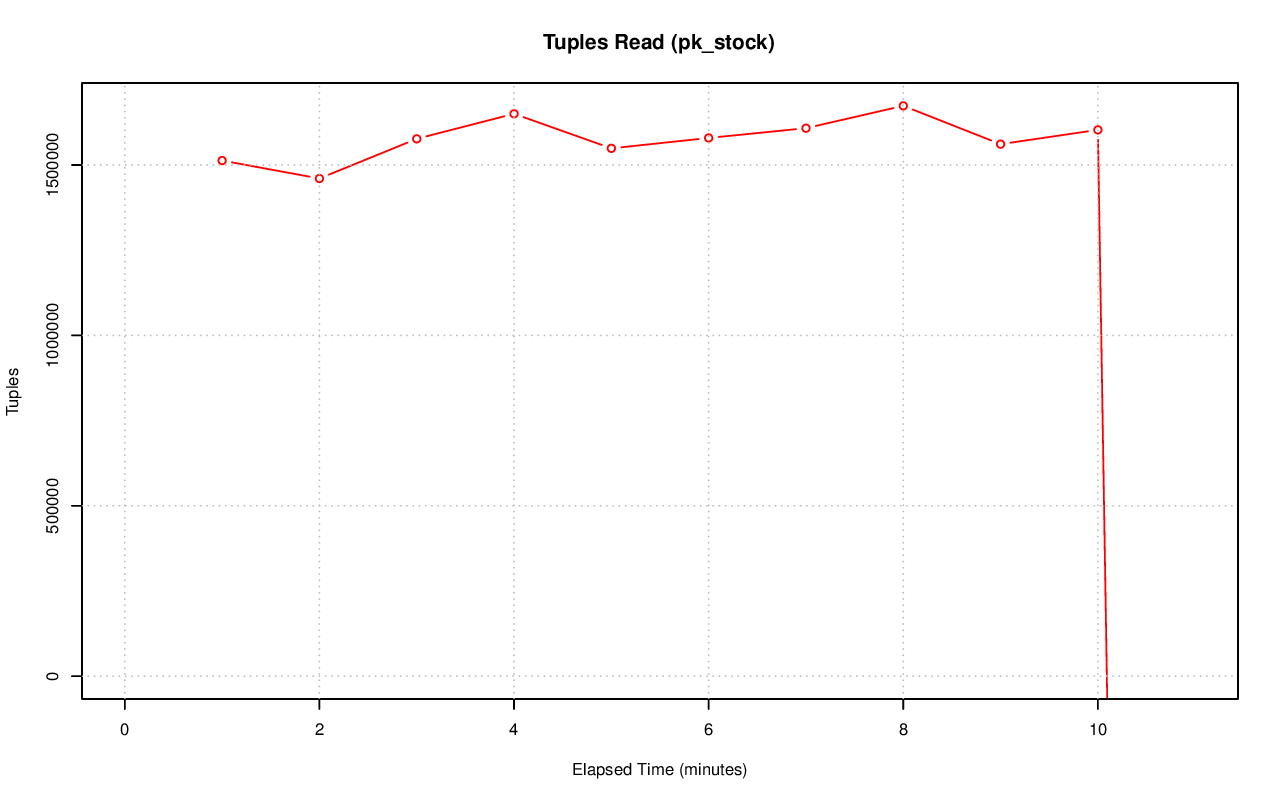 Tuples Read (pk_stock)
1500000
1000000
500000
0
Tuples
0 2 4 6 8 10
Elapsed Time (minutes)